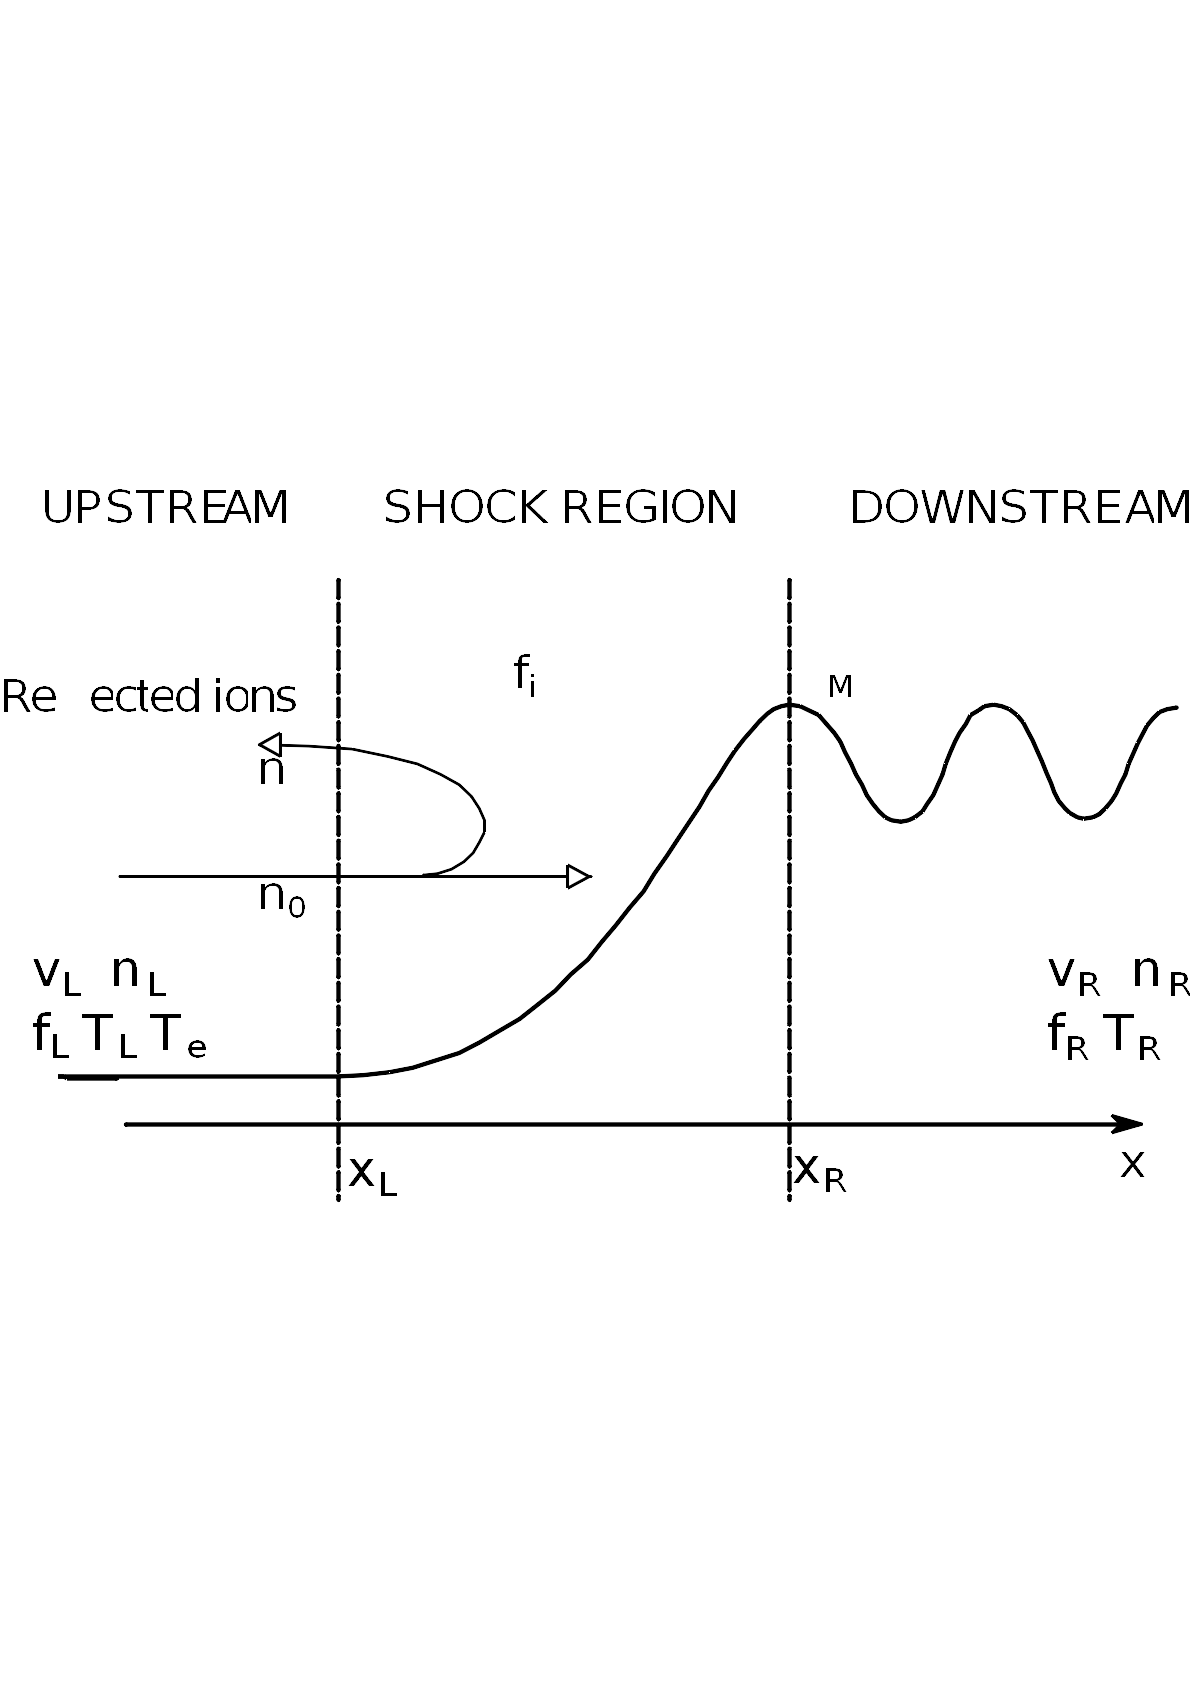 UPSTREAM SHOCK REGION DOWNSTREAM
f_i
M
Re ected ions
n
n_0
v_L n_L v_R n_R
f_L T_L T_e f_R T_R
x_L x_R x